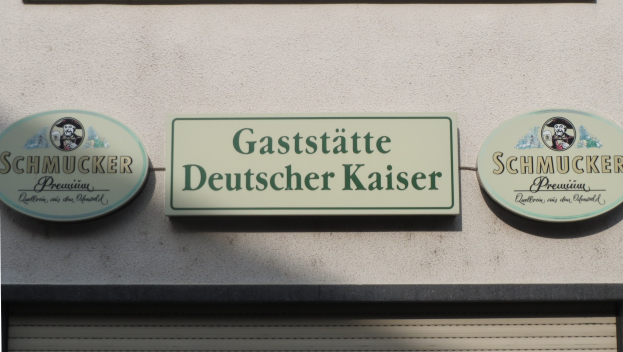 Gaststätte
Deutscher Kaiser
SCHMUCKER
Premium
SCHMUCKER
Premium